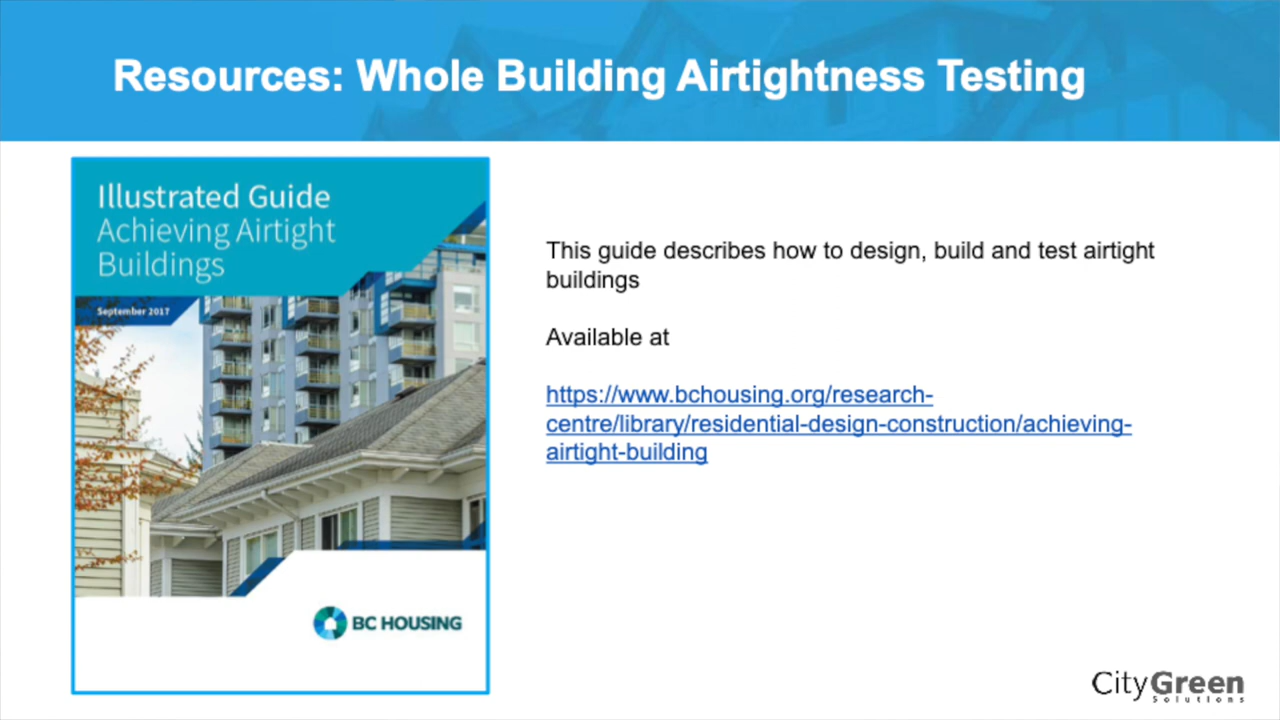 Resources: Whole Building Airtightness Testing
Illustrated Guide
Achieving Airtight
Buildings
September 2017
BC HOUSING
This guide describes how to design, build and test airtight
buildings
Available at
https://www.bchousing.org/research-
centre/library/residential-design-construction/achieving-
airtight-building
CityGreen
Solutions